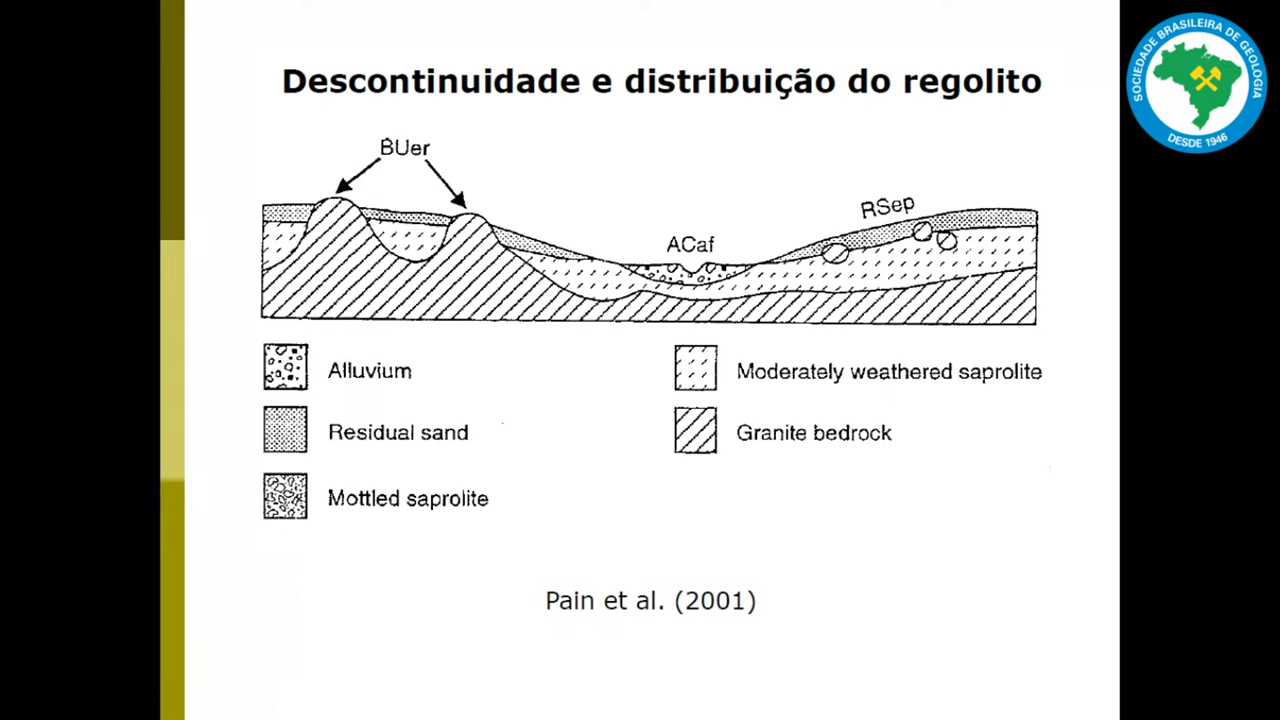 Descontinuidade e distribuição do regolito
SOCIEDADE BRASILEIRA DE GEOLOGIA
DESDE 1946
BUer
RSep
ACaf
Alluvium
Moderately weathered saprolite
Residual sand
Granite bedrock
Mottled saprolite
Pain et al. (2001)